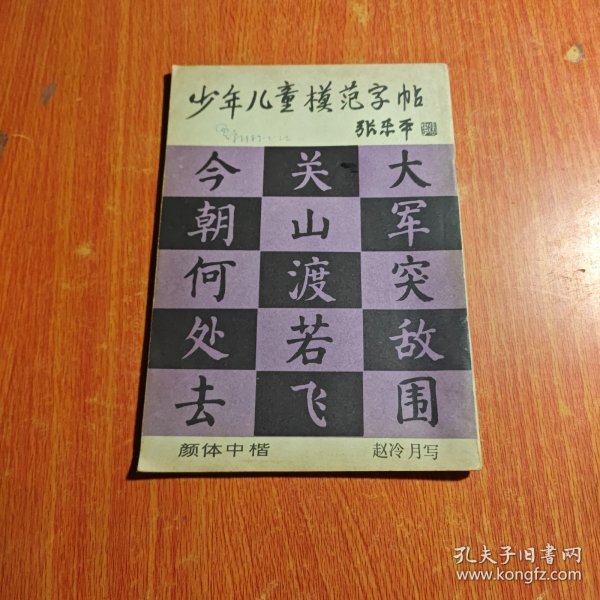 少年儿童模范字帖
张乐平
大军突敌围
关山渡若飞
今朝何处去
颜体中楷
赵冷月写
孔夫子旧书网
www.kongfz.com